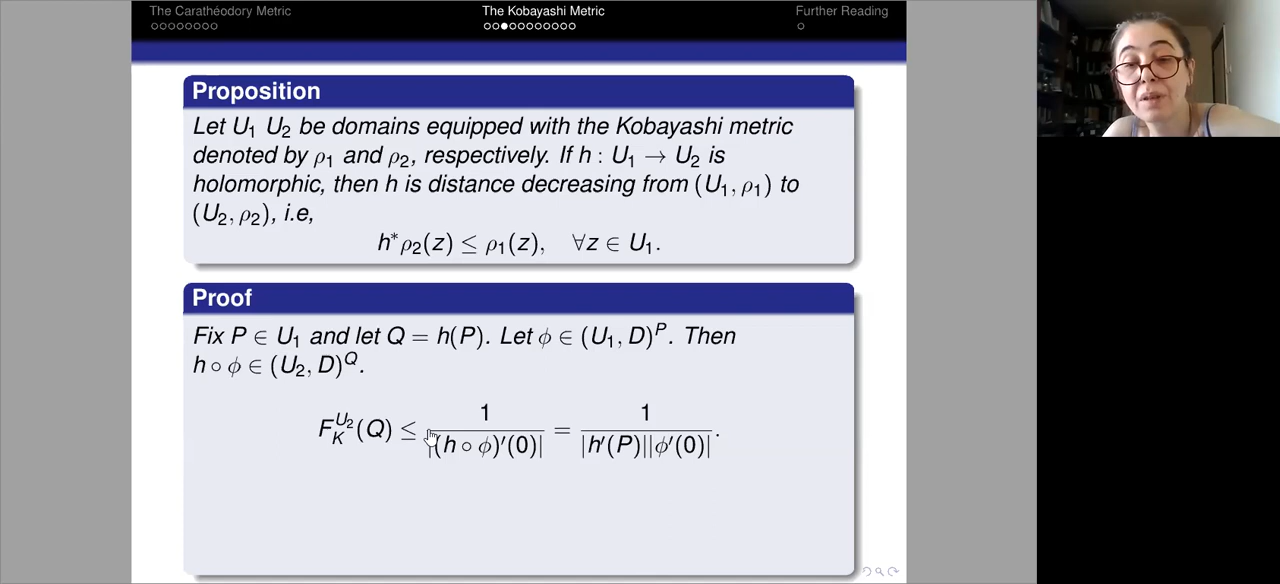 The Carathéodory Metric
The Kobayashi Metric
Further Reading
Proposition
Let U₁ U₂ be domains equipped with the Kobayashi metric
denoted by ρ₁ and ρ₂, respectively. If h : U₁ → U₂ is
holomorphic, then h is distance decreasing from (U₁, ρ₁) to
(U₂, ρ₂), i.e,
h*ρ₂(z) ≤ ρ₁(z), ∀z ∈ U₁.
Proof
Fix P ∈ U₁ and let Q = h(P). Let ϕ ∈ (U₁, D)^P. Then
h ∘ ϕ ∈ (U₂, D)^Q.
F_K^{U₂}(Q) ≤ 1/|(h ∘ ϕ)′(0)| = 1/|h′(P)||ϕ′(0)|.